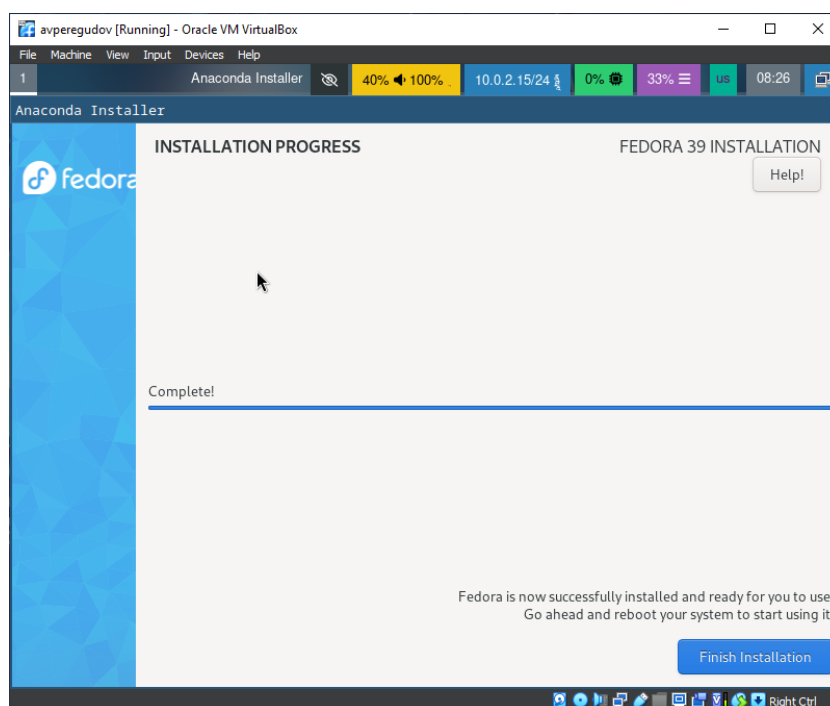 avperegudov [Running] - Oracle VM VirtualBox
File Machine View Input Devices Help
1 Anaconda Installer 40% 100% 10.0.2.15/24 0% 33% us 08:26
Anaconda Installer
fedora
INSTALLATION PROGRESS
FEDORA 39 INSTALLATION
Help!
Complete!
Fedora is now successfully installed and ready for you to use
Go ahead and reboot your system to start using it
Finish Installation
Right Ctrl